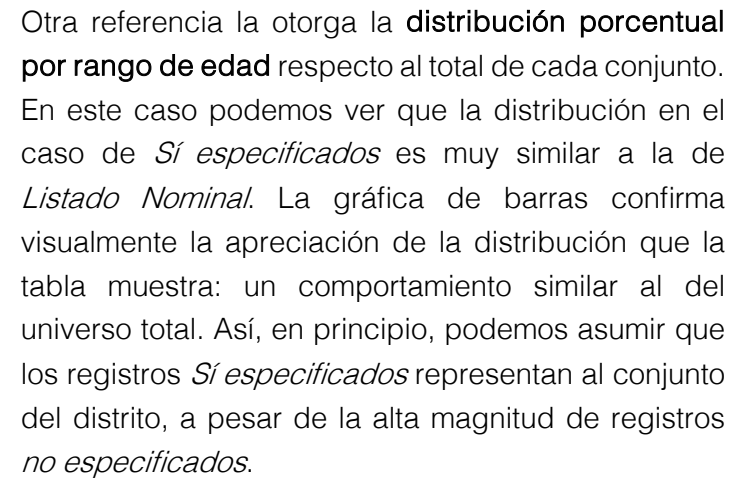 Otra referencia la otorga la distribución porcentual
por rango de edad respecto al total de cada conjunto.
En este caso podemos ver que la distribución en el
caso de Sí especificados es muy similar a la de
Listado Nominal. La gráfica de barras confirma
visualmente la apreciación de la distribución que la
tabla muestra: un comportamiento similar al del
universo total. Así, en principio, podemos asumir que
los registros Sí especificados representan al conjunto
del distrito, a pesar de la alta magnitud de registros
no especificados.